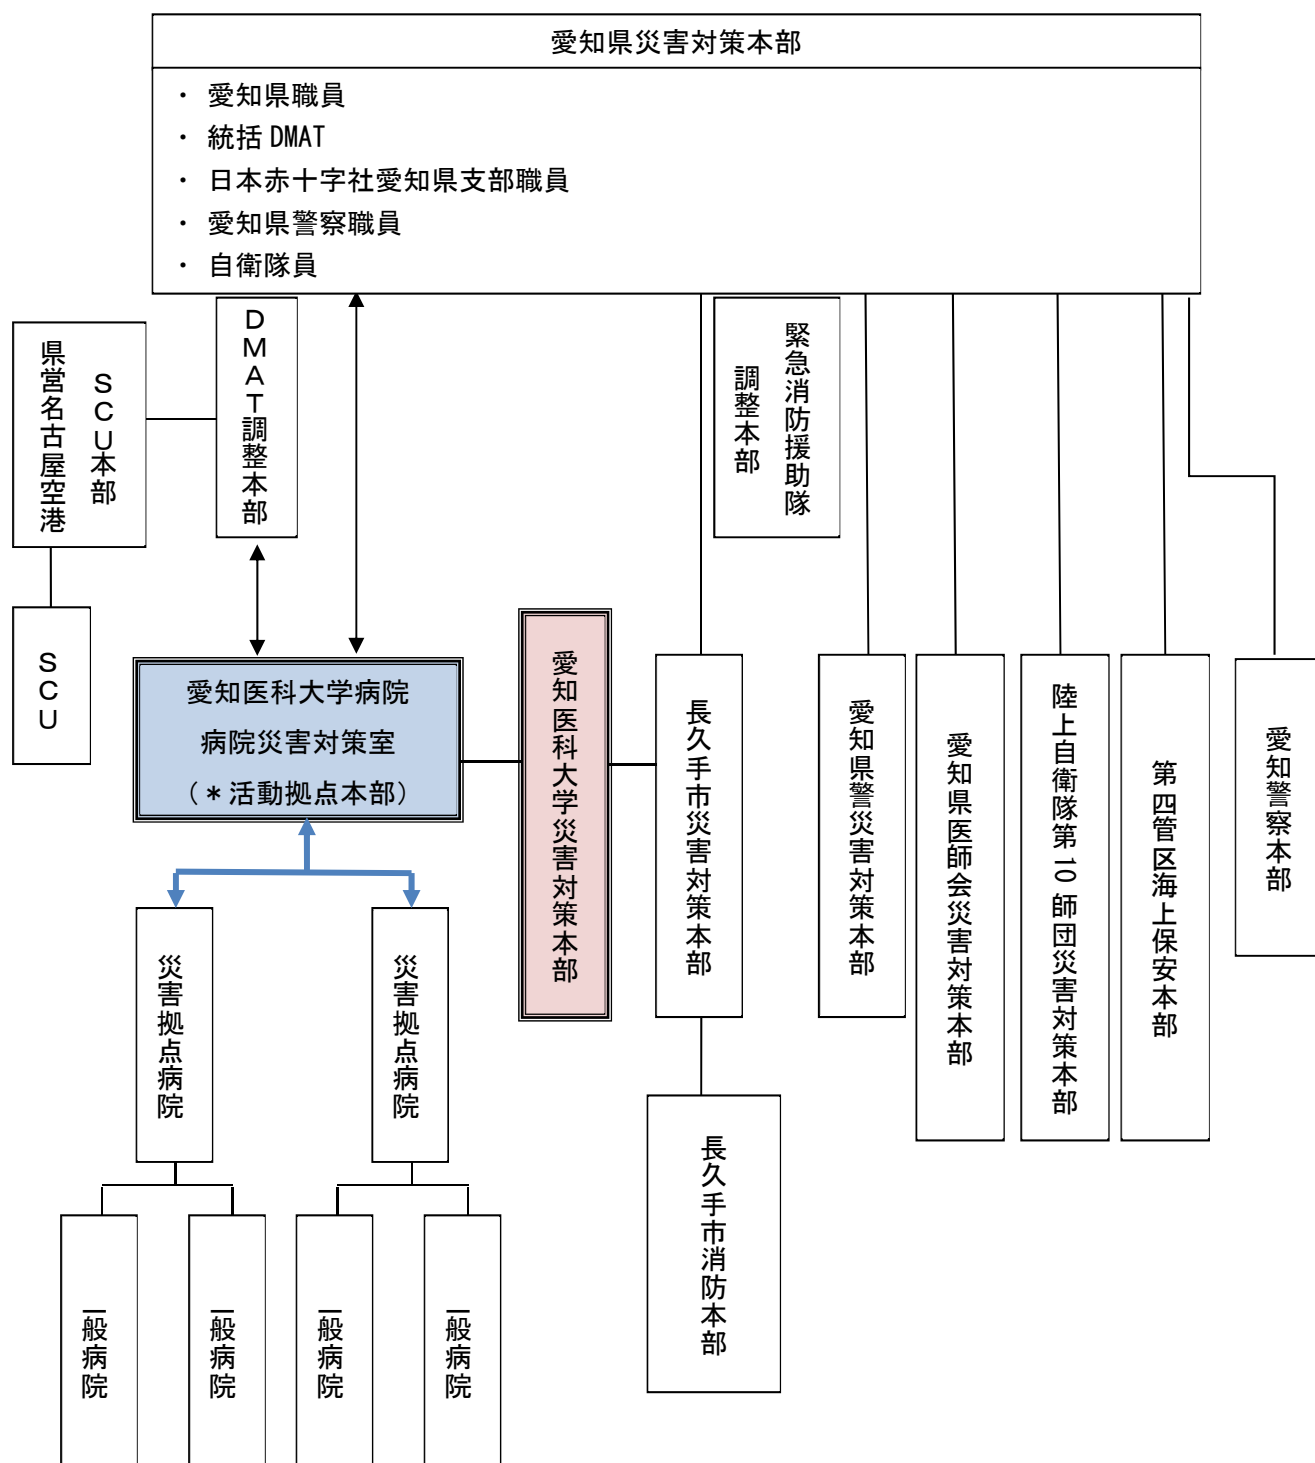 愛知県災害対策本部
・ 愛知県職員
・ 統括 DMAT
・ 日本赤十字社愛知県支部職員
・ 愛知県警察職員
・ 自衛隊員
DMAT調整本部
緊急消防援助隊
調整本部
SCU本部
県営名古屋空港
SCU
愛知医科大学病院
病院災害対策室
（＊活動拠点本部）
愛知医科大学災害対策本部
長久手市災害対策本部
愛知県警災害対策本部
愛知県医師会災害対策本部
陸上自衛隊第10師団災害対策本部
第四管区海上保安本部
愛知警察本部
災害拠点病院
災害拠点病院
長久手市消防本部
一般病院
一般病院
一般病院
一般病院